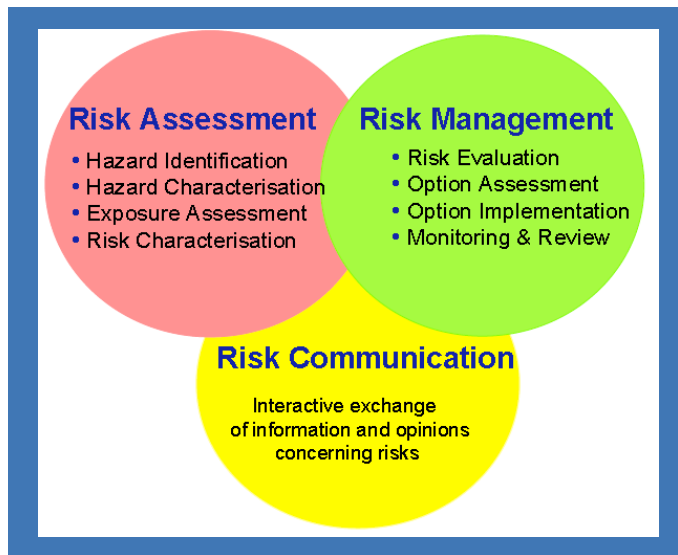 Risk Assessment
• Hazard Identification
• Hazard Characterisation
• Exposure Assessment
• Risk Characterisation
Risk Management
• Risk Evaluation
• Option Assessment
• Option Implementation
• Monitoring & Review
Risk Communication
Interactive exchange
of information and opinions
concerning risks